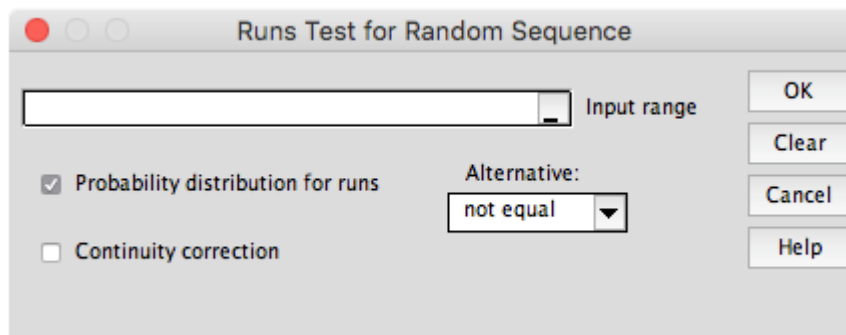 Runs Test for Random Sequence
Input range
OK
Clear
Probability distribution for runs
Alternative:
not equal
Cancel
Continuity correction
Help